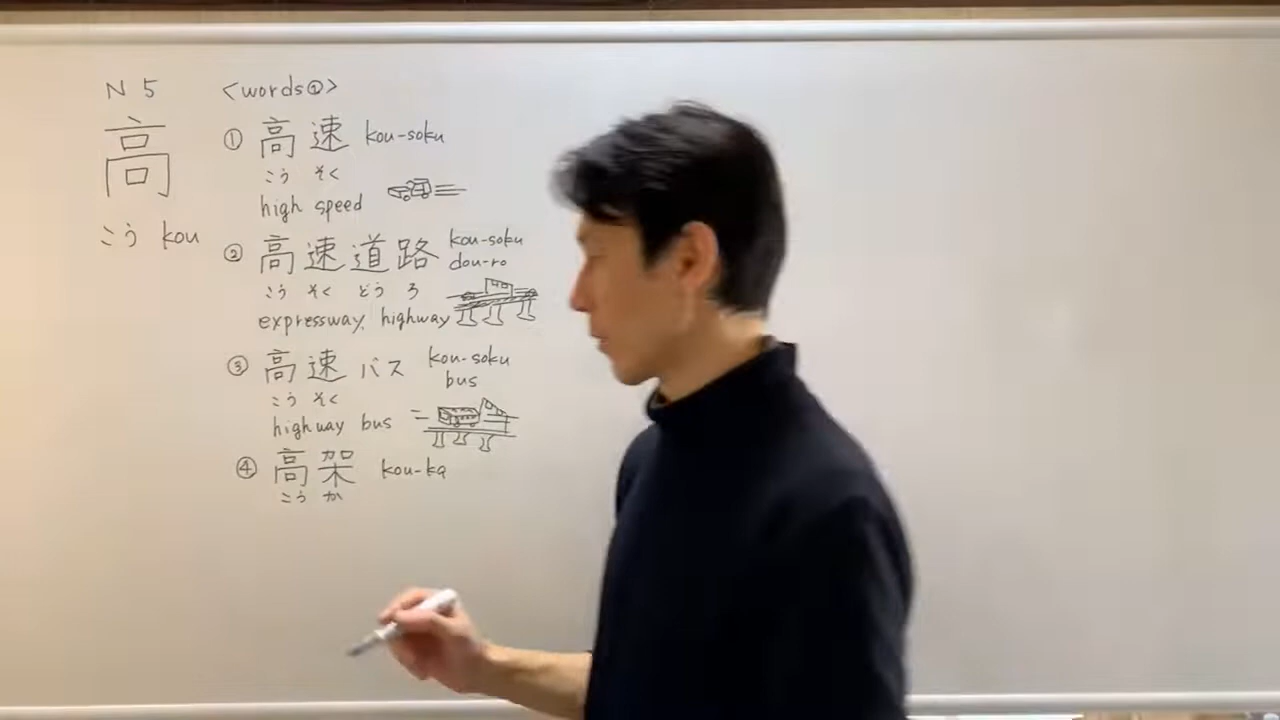 N5
高
こう kou
<words①>
① 高速 kou-soku
こう そく
high speed
② 高速道路 kou-soku
dou-ro
こう そく どう ろ
expressway, highway
③ 高速バス kou-soku
bus
こう そく
highway bus
④ 高架 kou-ka
こう か